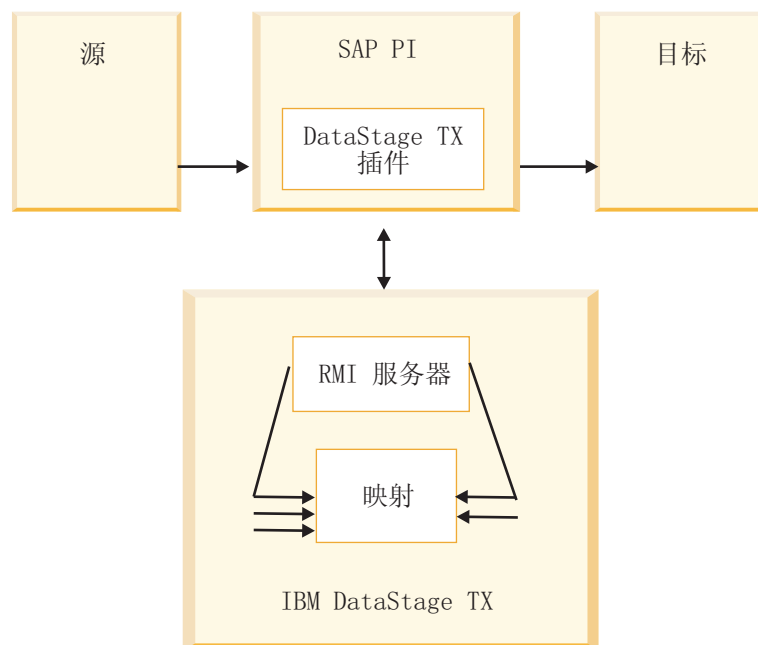 源
SAP PI
目标
DataStage TX
插件
RMI 服务器
映射
IBM DataStage TX